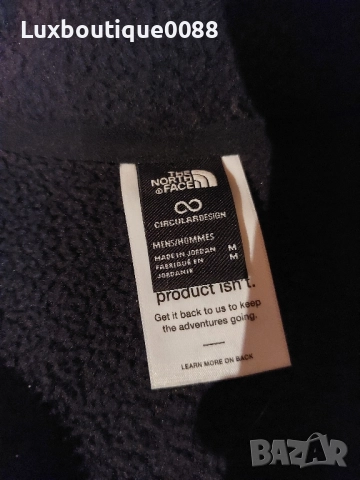 Luxboutique0088
THE
NORTH
FACE
CIRCULARDESIGN
MENS/HOMMES
MADE IN JORDAN M
FABRIQUÉ EN M
JORDANIE
product isn't.
Get it back to us to keep
the adventures going.
LEARN MORE ON BACK
BAZAR